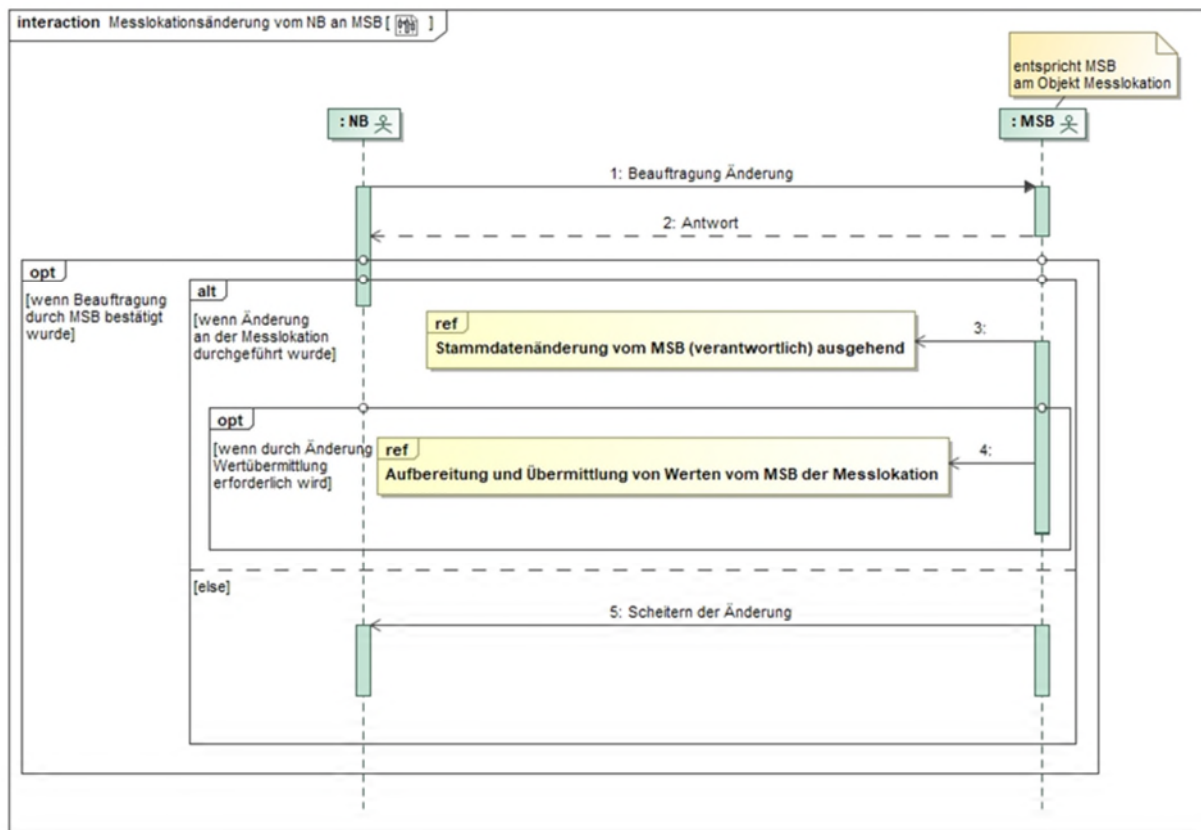 interaction Messlokationsänderung vom NB an MSB [ ]
entspricht MSB
am Objekt Messlokation
: NB
: MSB
1: Beauftragung Änderung
2: Antwort
opt
[wenn Beauftragung
durch MSB bestätigt
wurde]
alt
[wenn Änderung
an der Messlokation
durchgeführt wurde]
ref
Stammdatenänderung vom MSB (verantwortlich) ausgehend
3:
opt
[wenn durch Änderung
Wertübermittlung
erforderlich wird]
ref
Aufbereitung und Übermittlung von Werten vom MSB der Messlokation
4:
[else]
5: Scheitern der Änderung